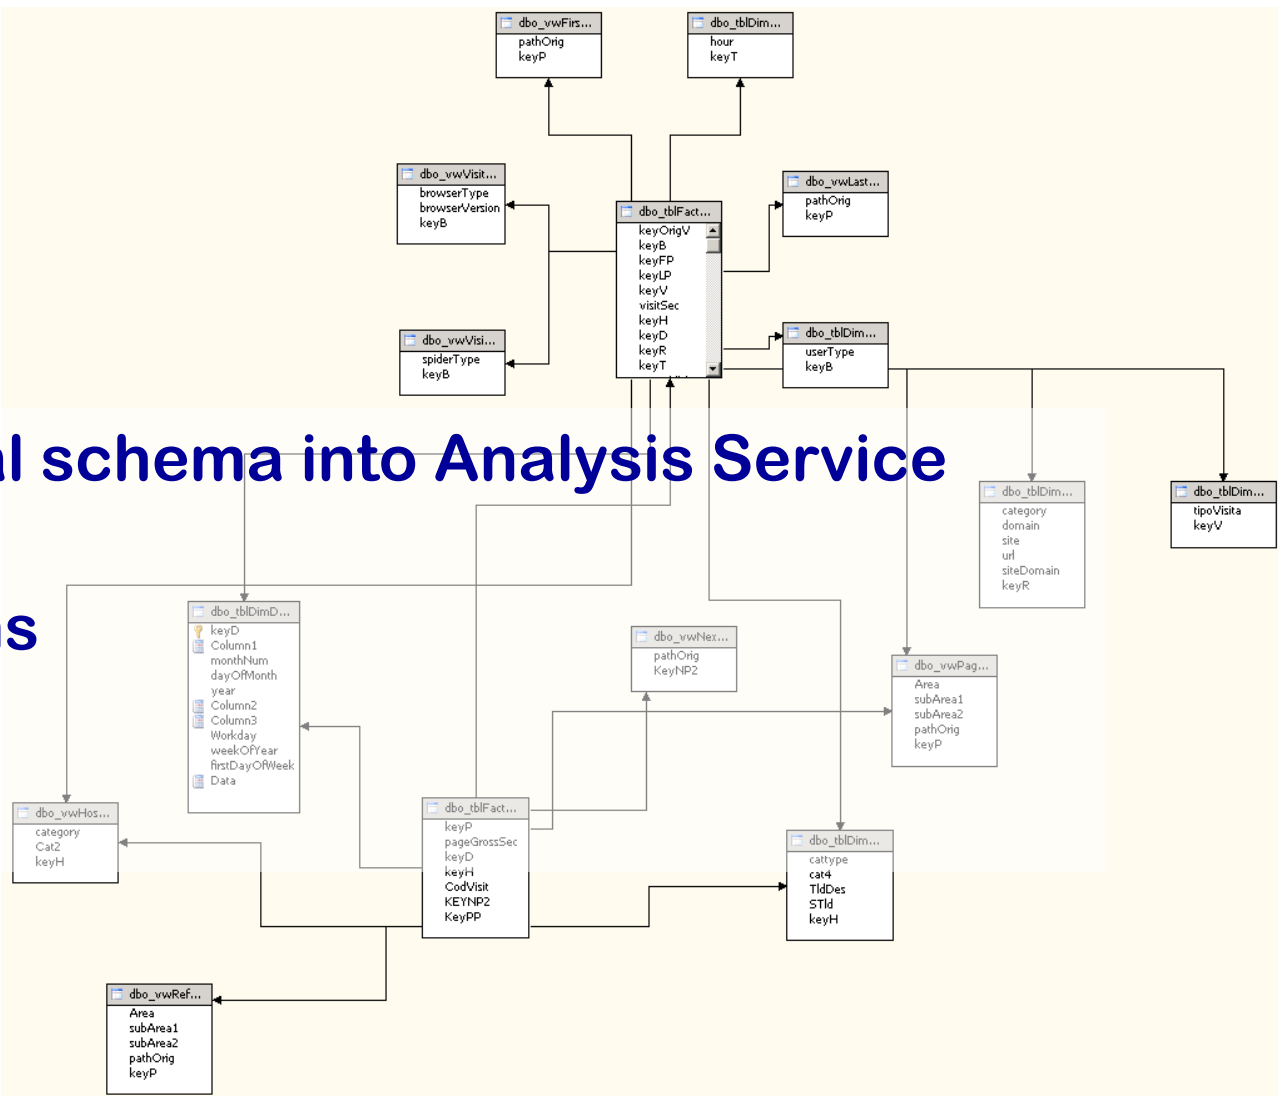 dbo_vwFirs...
pathOrig
keyP
dbo_tblDim...
hour
keyT
dbo_vwVisit...
browserType
browserVersion
keyB
dbo_tblFact...
keyOrigV
keyB
keyFP
keyLP
keyV
visitSec
keyH
keyD
keyR
keyT
dbo_vwLast...
pathOrig
keyP
dbo_vwVisi...
spiderType
keyB
dbo_tblDim...
userType
keyB
al schema into Analysis Service
dbo_tblDim...
category
domain
site
url
siteDomain
keyR
dbo_tblDim...
tipoVisita
keyV
ns
dbo_tblDimD...
keyD
Column1
monthNum
dayOfMonth
year
Column2
Column3
Workday
weekOfYear
firstDayOfWeek
Data
dbo_vwNex...
pathOrig
KeyNP2
dbo_vwPag...
Area
subArea1
subArea2
pathOrig
keyP
dbo_vwHos...
category
Cat2
keyH
dbo_tblFact...
keyP
pageGrossSec
keyD
keyH
CodVisit
KEYNP2
KeyPP
dbo_tblDim...
cattype
cat4
TldDes
STld
keyH
dbo_vwRef...
Area
subArea1
subArea2
pathOrig
keyP